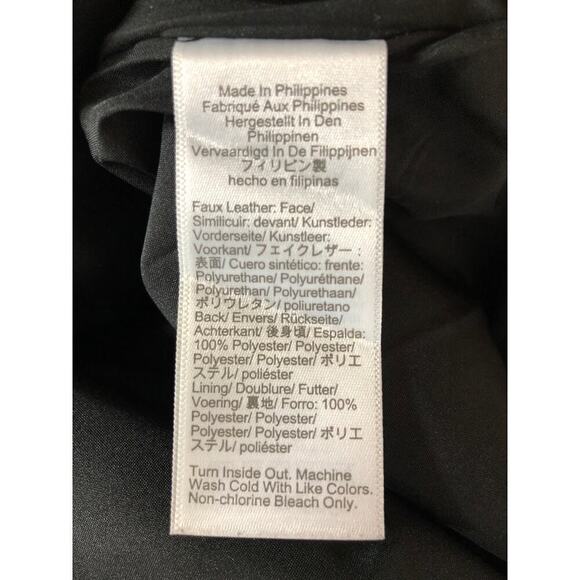 Made In Philippines
Fabriqué Aux Philippines
Hergestellt In Den
Philippinen
Vervaardigd In De Filippijnen
フィリピン製
hecho en filipinas
Faux Leather: Face/
Similicuir: devant/ Kunstleder:
Vorderseite/ Kunstleer:
Voorkant/ フェイクレザー :
表面/ Cuero sintético: frente:
Polyurethane/ Polyuréthane/
Polyurethan/ Polyurethaan/
ポリウレタン/ poliuretano
Back/ Envers/ Rückseite/
Achterkant/ 後身頃/ Espalda:
100% Polyester/ Polyester/
Polyester/ Polyester/ ポリエ
ステル/ poliéster
Lining/ Doublure/ Futter/
Voering/ 裏地/ Forro: 100%
Polyester/ Polyester/
Polyester/ Polyester/ ポリエ
ステル/ poliéster
Turn Inside Out. Machine
Wash Cold With Like Colors.
Non-chlorine Bleach Only.